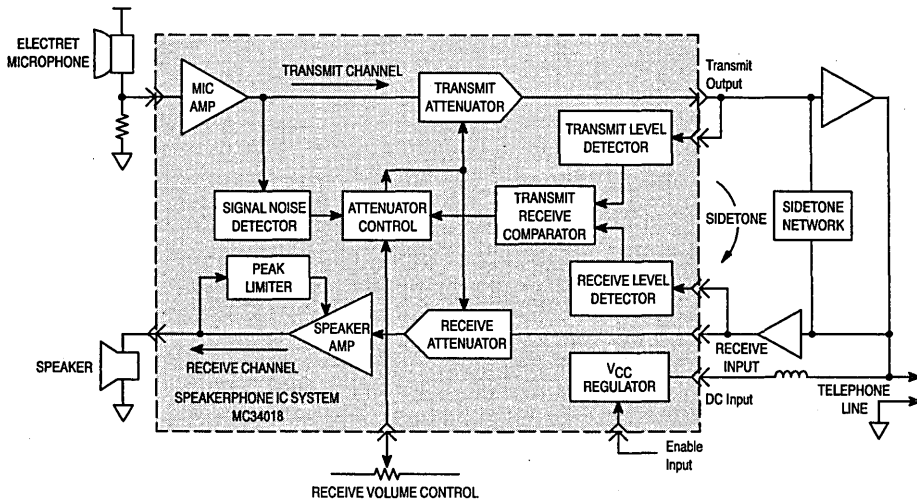 ELECTRET
MICROPHONE
MIC
AMP
TRANSMIT CHANNEL
TRANSMIT
ATTENUATOR
Transmit
Output
TRANSMIT LEVEL
DETECTOR
SIGNAL NOISE
DETECTOR
ATTENUATOR
CONTROL
TRANSMIT
RECEIVE
COMPARATOR
SIDETONE
SIDETONE
NETWORK
PEAK
LIMITER
RECEIVE LEVEL
DETECTOR
SPEAKER
AMP
RECEIVE
ATTENUATOR
RECEIVE
INPUT
SPEAKER
RECEIVE CHANNEL
VCC
REGULATOR
DC Input
TELEPHONE
LINE
SPEAKERPHONE IC SYSTEM
MC34018
Enable
Input
RECEIVE VOLUME CONTROL